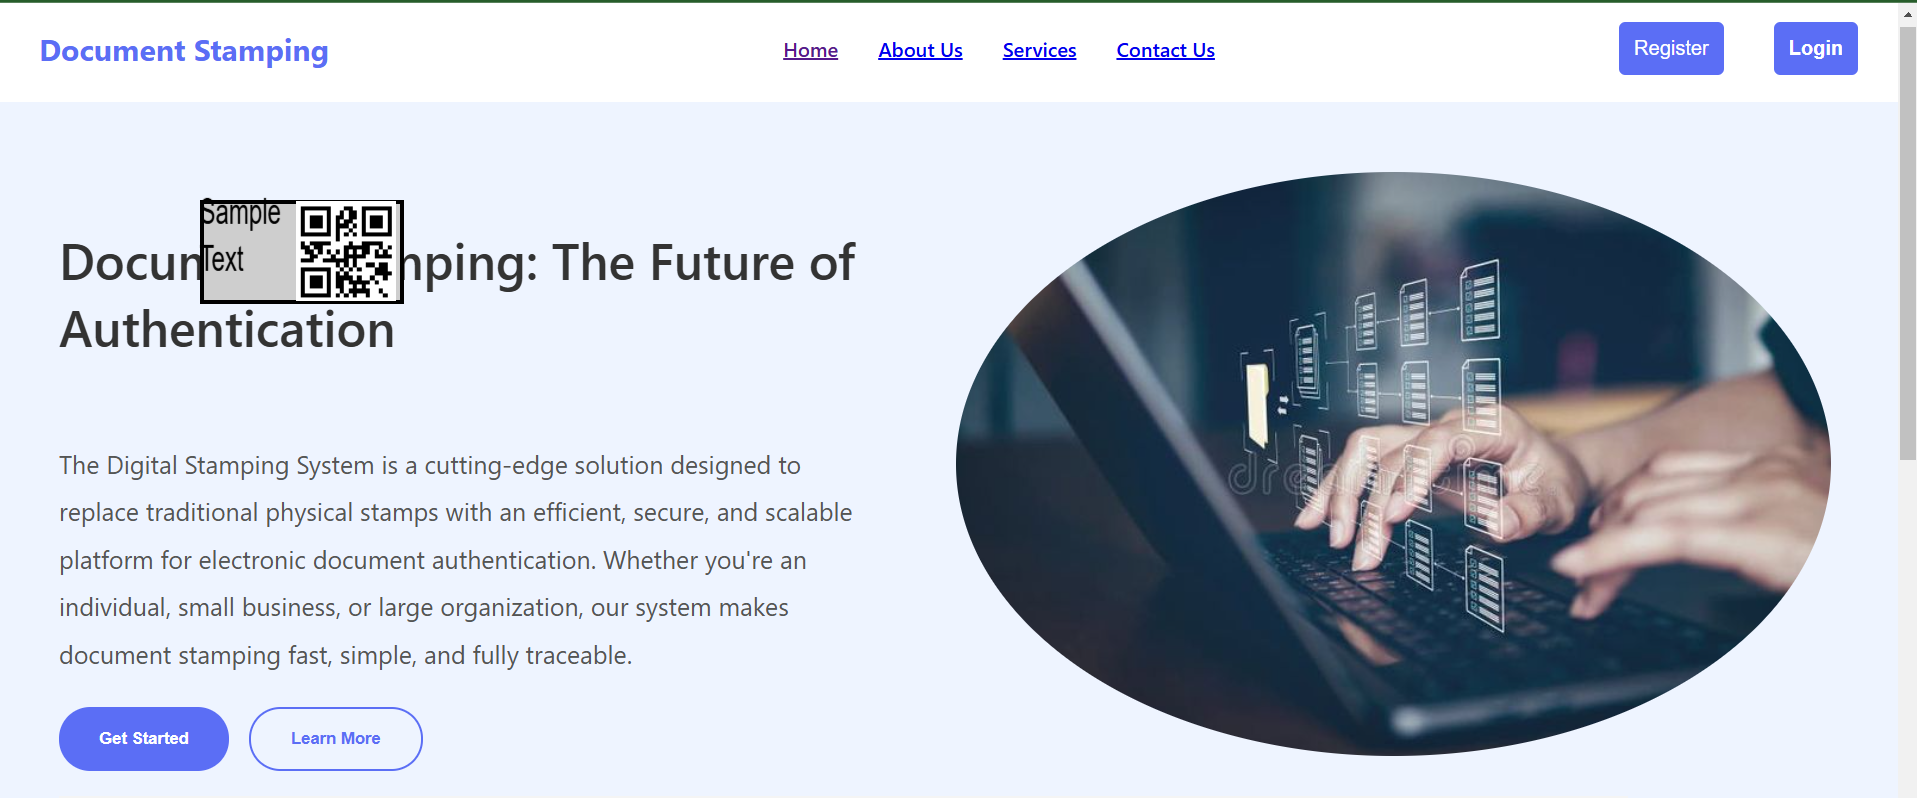 Document Stamping
Home About Us Services Contact Us
Register Login
Sample
Text
Docum mping: The Future of
Authentication
The Digital Stamping System is a cutting-edge solution designed to
replace traditional physical stamps with an efficient, secure, and scalable
platform for electronic document authentication. Whether you're an
individual, small business, or large organization, our system makes
document stamping fast, simple, and fully traceable.
Get Started Learn More
dreamstime